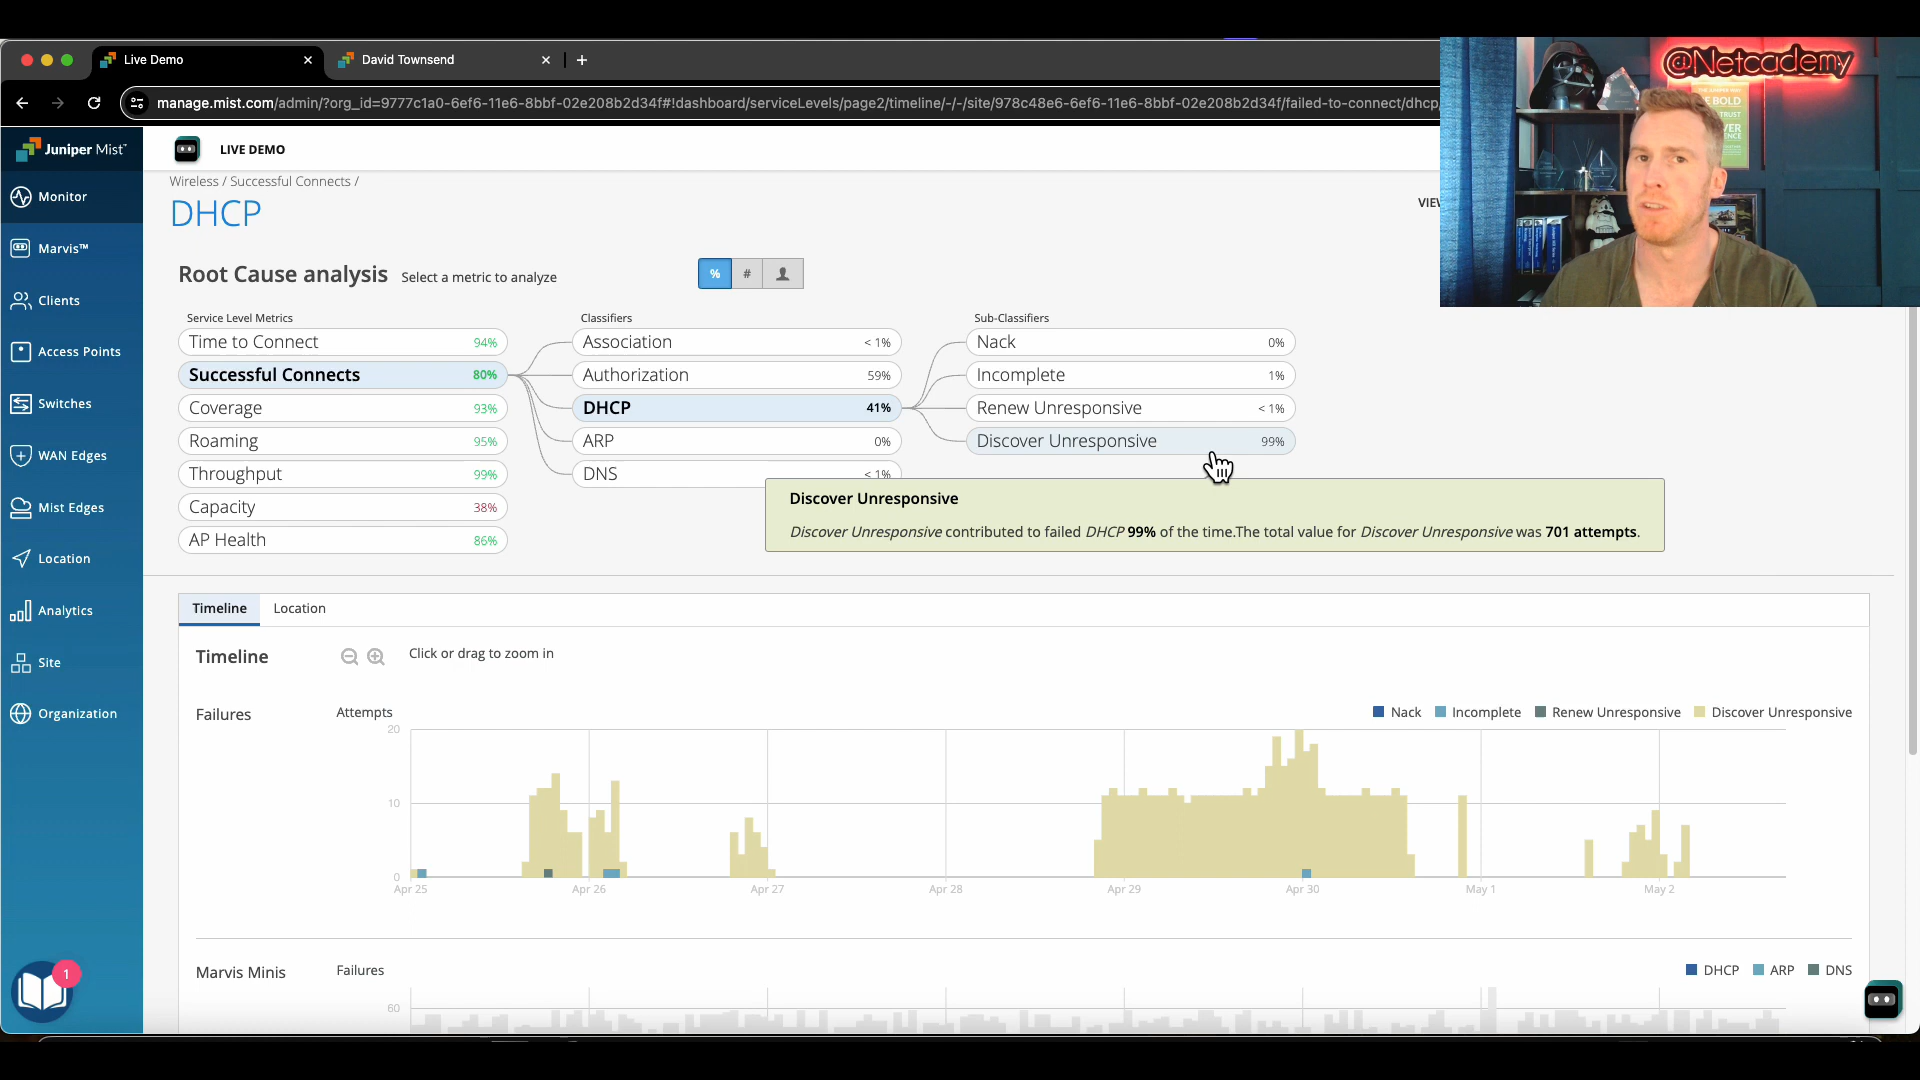 Live Demo
David Townsend
manage.mist.com/admin/?org_id=9777c1a0-6ef6-11e6-8bbf-02e208b2d34f#!dashboard/serviceLevels/page2/timeline/-/-/site/978c48e6-6ef6-11e6-8bbf-02e208b2d34f/failed-to-connect/dhcp/
@Netcademy
BOLD
TRUST
Juniper Mist™
LIVE DEMO
Monitor
Marvis™
Clients
Access Points
Switches
WAN Edges
Mist Edges
Location
Analytics
Site
Organization
1
Wireless / Successful Connects /
DHCP
VIEW
Root Cause analysis Select a metric to analyze
% #
Service Level Metrics
Time to Connect 94%
Successful Connects 80%
Coverage 93%
Roaming 95%
Throughput 99%
Capacity 38%
AP Health 86%
Classifiers
Association < 1%
Authorization 59%
DHCP 41%
ARP 0%
DNS < 1%
Sub-Classifiers
Nack 0%
Incomplete 1%
Renew Unresponsive < 1%
Discover Unresponsive 99%
Discover Unresponsive
Discover Unresponsive contributed to failed DHCP 99% of the time.The total value for Discover Unresponsive was 701 attempts.
Timeline Location
Timeline Click or drag to zoom in
Failures Attempts
Nack Incomplete Renew Unresponsive Discover Unresponsive
20
10
0
Apr 25 Apr 26 Apr 27 Apr 28 Apr 29 Apr 30 May 1 May 2
Marvis Minis Failures
DHCP ARP DNS
60